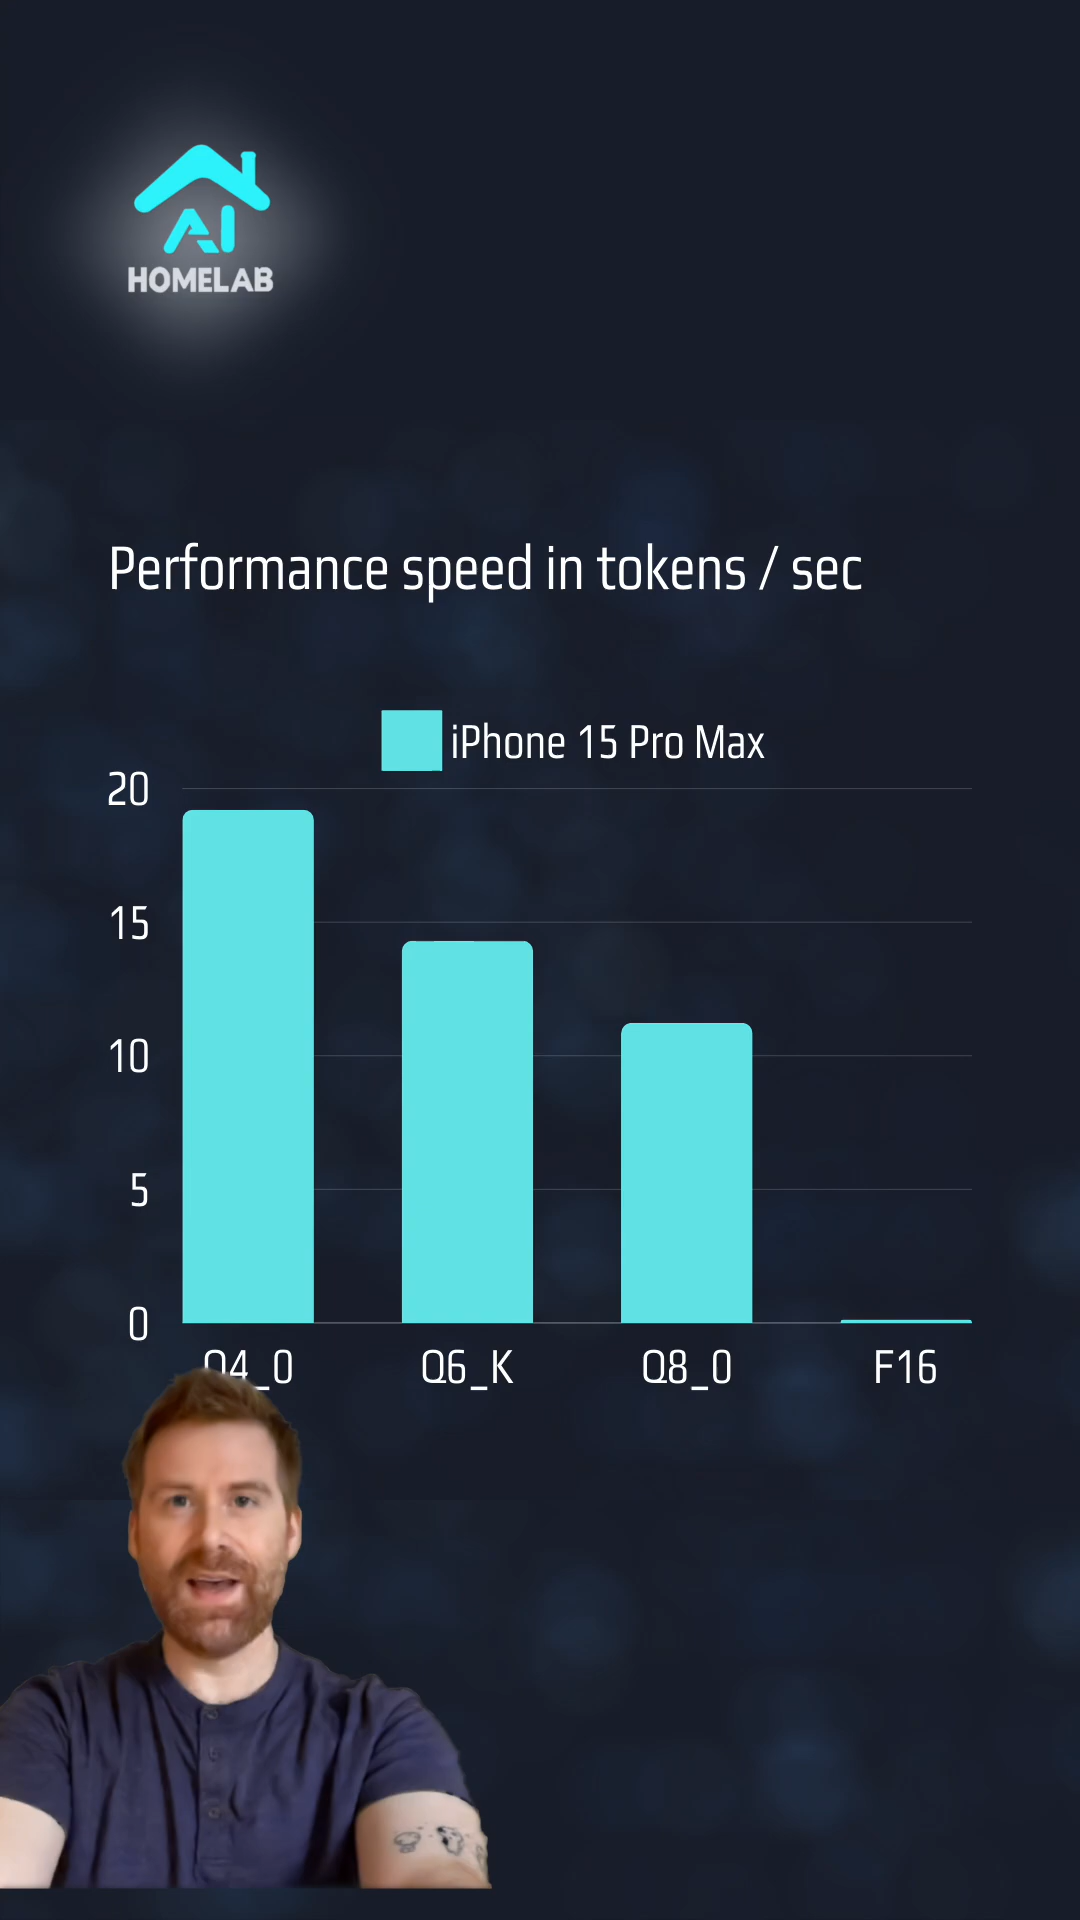 AI
HOMELAB
Performance speed in tokens / sec
iPhone 15 Pro Max
20
15
10
5
0
Q4_0
Q6_K
Q8_0
F16